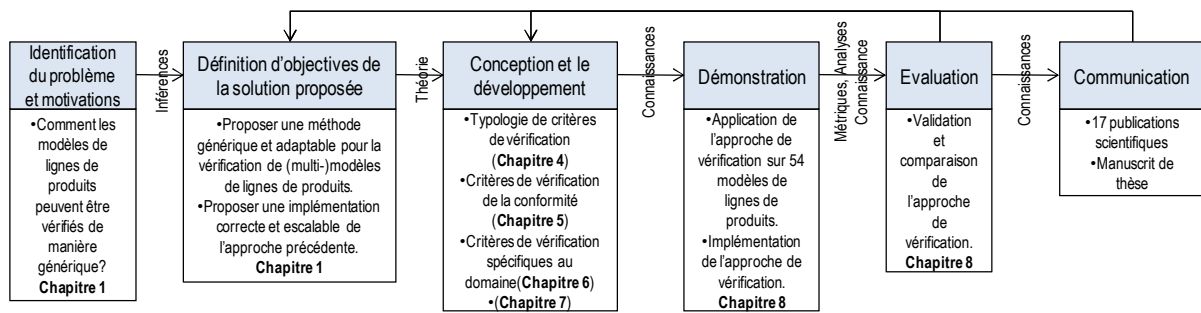 Identification
du problème
et motivations
•Comment les
modèles de
lignes de
produits
peuvent être
vérifiés de
manière
générique?
Chapitre 1
Inférences
Définition d'objectives de
la solution proposée
•Proposer une méthode
générique et adaptable pour la
vérification de (multi-)modèles
de lignes de produits.
•Proposer une implémentation
correcte et escalable de
l'approche précédente.
Chapitre 1
Théorie
Conception et le
développement
•Typologie de critères
de vérification
(Chapitre 4)
•Critères de vérification
de la conformité
(Chapitre 5)
•Critères de vérification
spécifiques au
domaine(Chapitre 6)
•(Chapitre 7)
Connaissances
Démonstration
•Application de
l'approche de
vérification sur 54
modèles de
lignes de
produits.
•Implémentation
de l'approche de
vérification.
Chapitre 8
Métriques, Analyses
Connaissance
Evaluation
•Validation
et
comparaison
de
l'approche
de
vérification.
Chapitre 8
Connaissances
Communication
•17 publications
scientifiques
•Manuscrit de
thèse